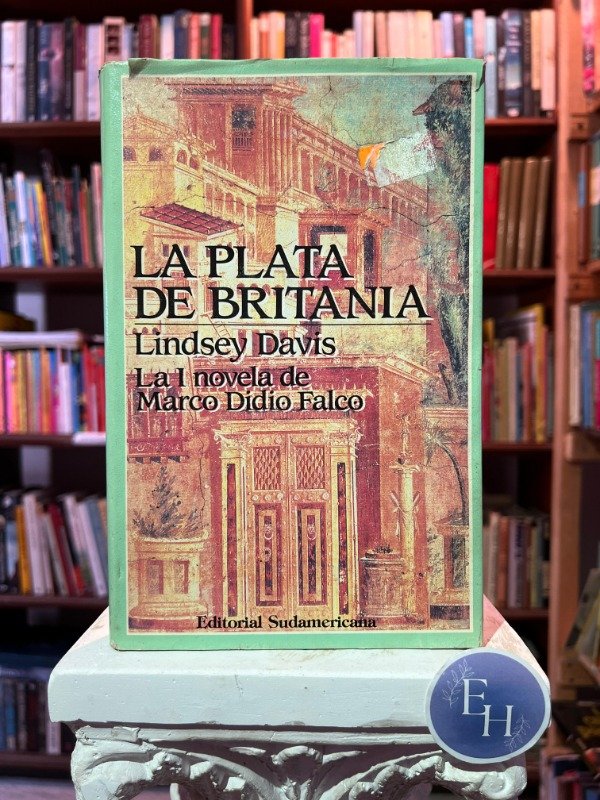 LA PLATA
DE BRITANIA
Lindsey Davis
La I novela de
Marco Didio Falco
Editorial Sudamericana
EH